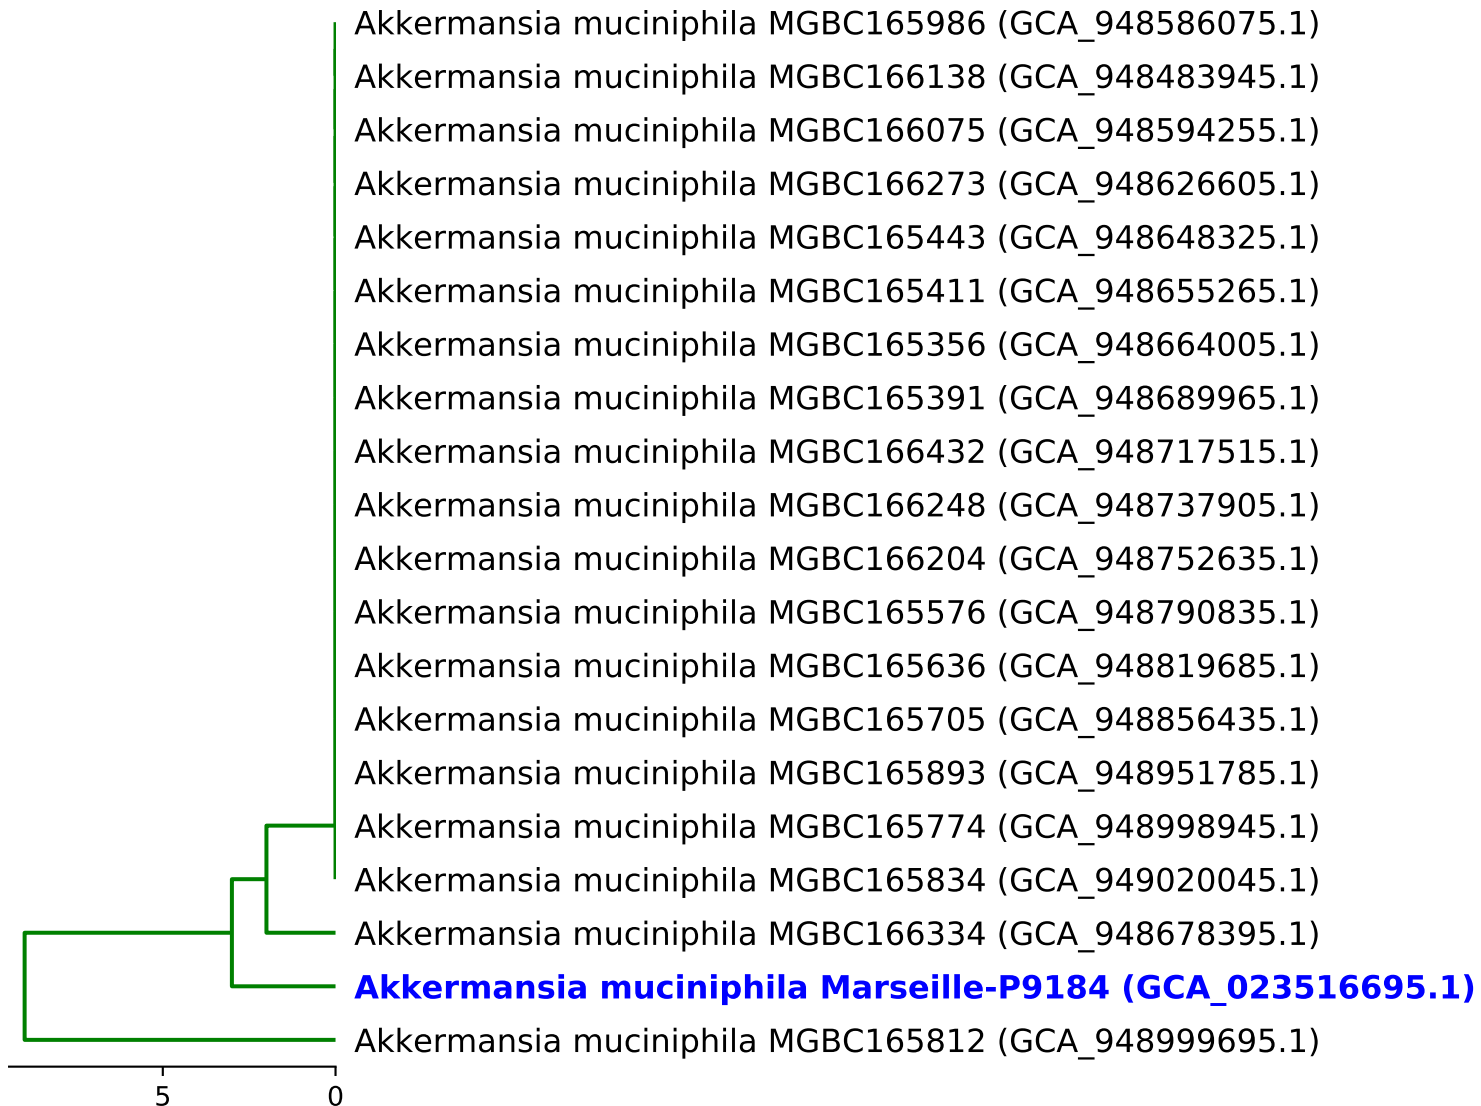 Akkermansia muciniphila MGBC165986 (GCA_948586075.1)
Akkermansia muciniphila MGBC166138 (GCA_948483945.1)
Akkermansia muciniphila MGBC166075 (GCA_948594255.1)
Akkermansia muciniphila MGBC166273 (GCA_948626605.1)
Akkermansia muciniphila MGBC165443 (GCA_948648325.1)
Akkermansia muciniphila MGBC165411 (GCA_948655265.1)
Akkermansia muciniphila MGBC165356 (GCA_948664005.1)
Akkermansia muciniphila MGBC165391 (GCA_948689965.1)
Akkermansia muciniphila MGBC166432 (GCA_948717515.1)
Akkermansia muciniphila MGBC166248 (GCA_948737905.1)
Akkermansia muciniphila MGBC166204 (GCA_948752635.1)
Akkermansia muciniphila MGBC165576 (GCA_948790835.1)
Akkermansia muciniphila MGBC165636 (GCA_948819685.1)
Akkermansia muciniphila MGBC165705 (GCA_948856435.1)
Akkermansia muciniphila MGBC165893 (GCA_948951785.1)
Akkermansia muciniphila MGBC165774 (GCA_948998945.1)
Akkermansia muciniphila MGBC165834 (GCA_949020045.1)
Akkermansia muciniphila MGBC166334 (GCA_948678395.1)
Akkermansia muciniphila Marseille-P9184 (GCA_023516695.1)
Akkermansia muciniphila MGBC165812 (GCA_948999695.1)
5 0